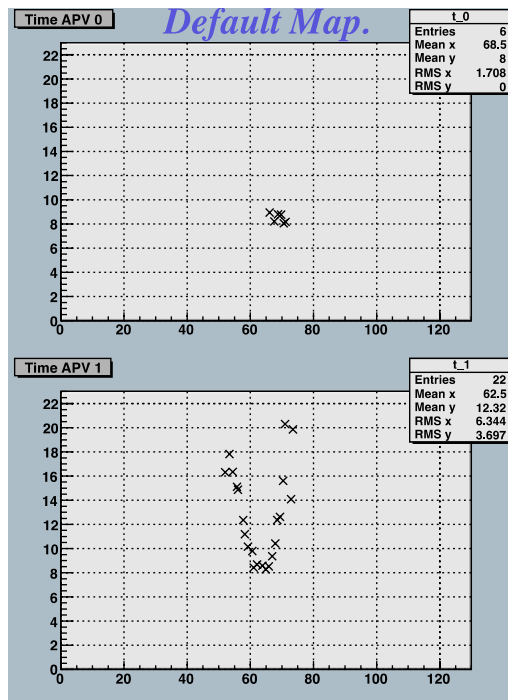 Default Map.
Time APV 0
t_0
Entries 6
Mean x 68.5
Mean y 8
RMS x 1.708
RMS y 0
22
20
18
16
14
12
10
8
6
4
2
0
0 20 40 60 80 100 120
Time APV 1
t_1
Entries 22
Mean x 62.5
Mean y 12.32
RMS x 6.344
RMS y 3.697
22
20
18
16
14
12
10
8
6
4
2
0
0 20 40 60 80 100 120